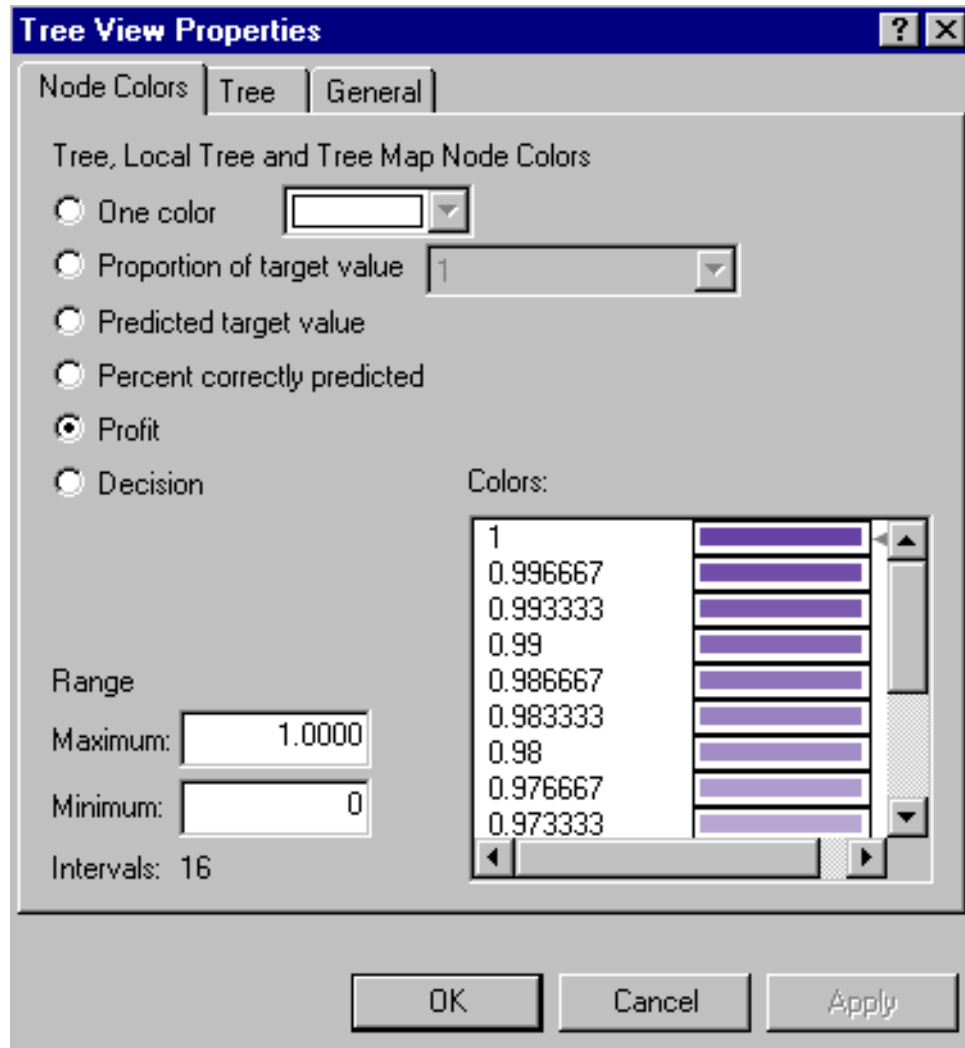 Tree View Properties
Node Colors Tree General
Tree, Local Tree and Tree Map Node Colors
One color
Proportion of target value 1
Predicted target value
Percent correctly predicted
Profit
Decision
Colors:
1
0.996667
0.993333
0.99
0.986667
0.983333
0.98
0.976667
0.973333
Range
Maximum: 1.0000
Minimum: 0
Intervals: 16
OK Cancel Apply